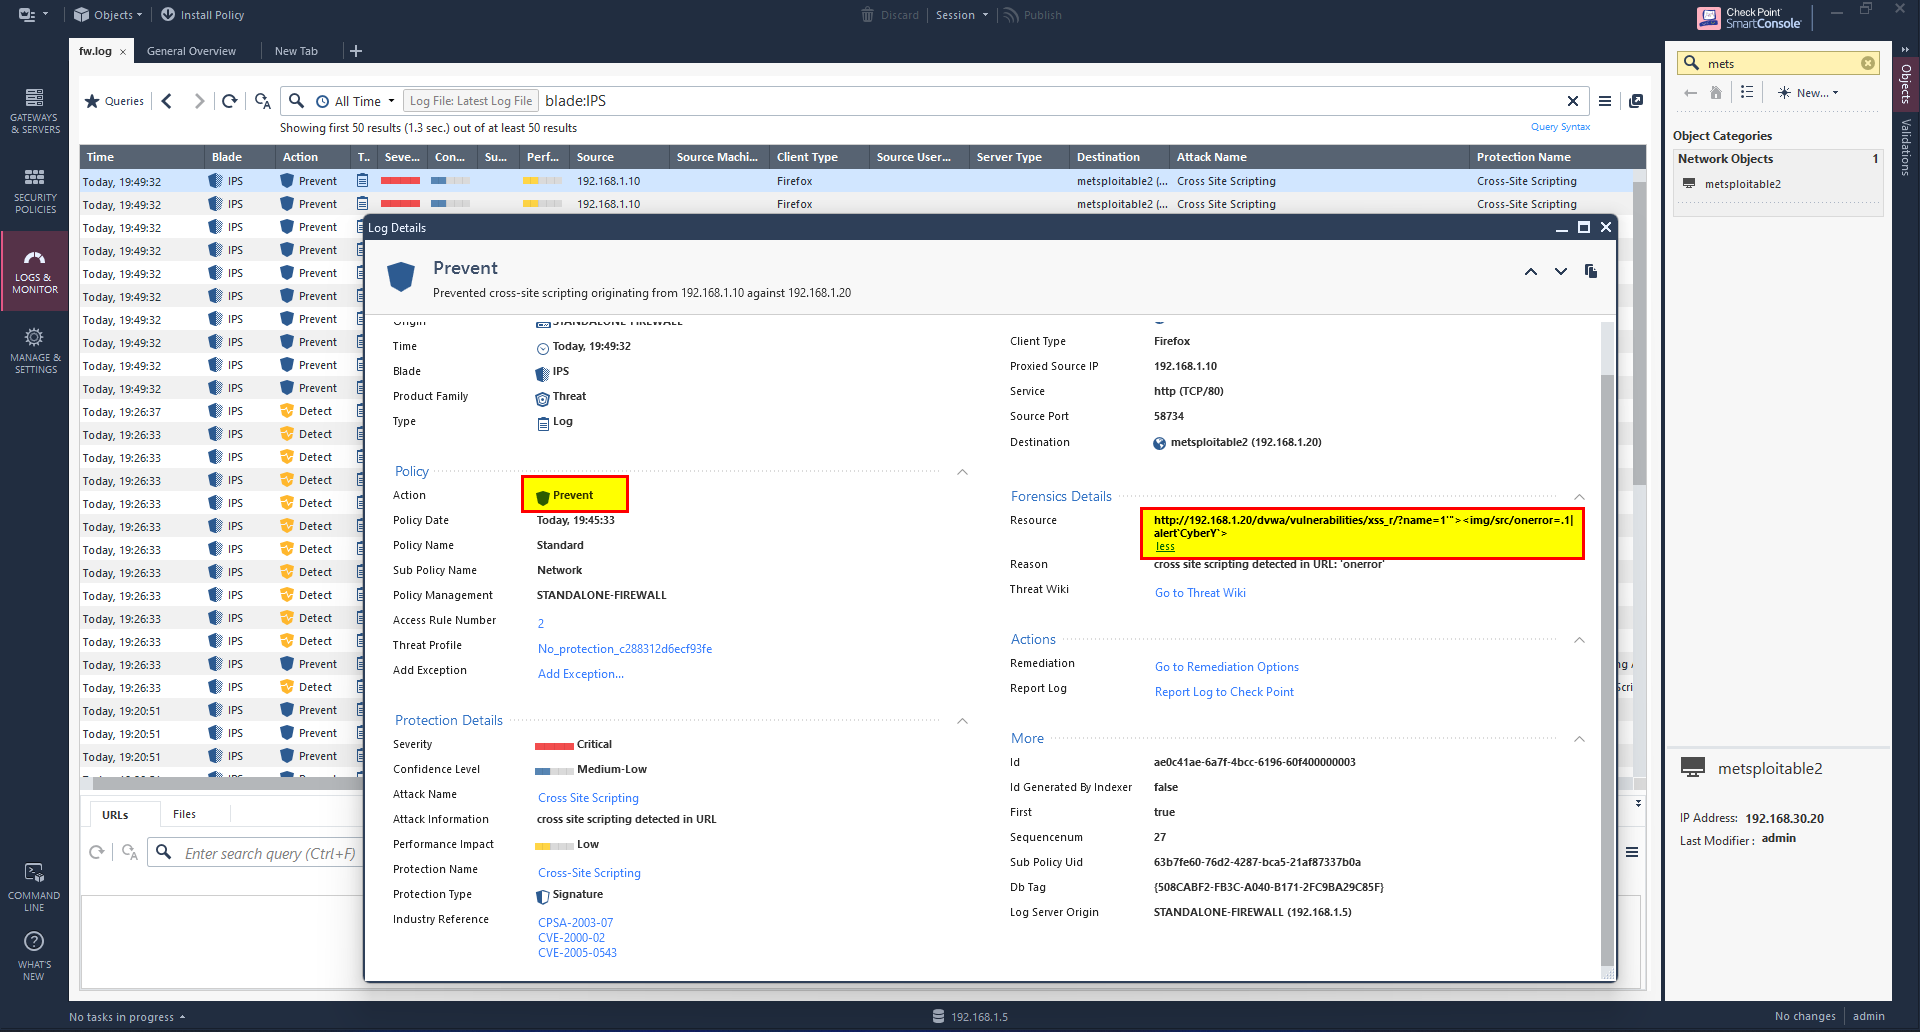 Objects
Install Policy
Discard
Session
Publish
Check Point
SmartConsole
fw.log
General Overview
New Tab
Queries
All Time
Log File: Latest Log File
blade:IPS
Showing first 50 results (1.3 sec.) out of at least 50 results
Query Syntax
GATEWAYS
& SERVERS
SECURITY
POLICIES
LOGS &
MONITOR
MANAGE &
SETTINGS
COMMAND
LINE
WHAT'S
NEW
Time Blade Action T.. Seve... Con... Su... Perf... Source Source Machi... Client Type Source User... Server Type Destination Attack Name Protection Name
Today, 19:49:32 IPS Prevent 192.168.1.10 Firefox metsploitable2 (... Cross Site Scripting Cross-Site Scripting
Today, 19:49:32 IPS Prevent 192.168.1.10 Firefox metsploitable2 (... Cross Site Scripting Cross-Site Scripting
Today, 19:49:32 IPS Prevent
Today, 19:49:32 IPS Prevent
Today, 19:49:32 IPS Prevent
Today, 19:49:32 IPS Prevent
Today, 19:49:32 IPS Prevent
Today, 19:49:32 IPS Prevent
Today, 19:49:32 IPS Prevent
Today, 19:49:32 IPS Prevent
Today, 19:26:37 IPS Detect
Today, 19:26:33 IPS Detect
Today, 19:26:33 IPS Detect
Today, 19:26:33 IPS Detect
Today, 19:26:33 IPS Detect
Today, 19:26:33 IPS Detect
Today, 19:26:33 IPS Detect
Today, 19:26:33 IPS Detect
Today, 19:26:33 IPS Detect
Today, 19:26:33 IPS Detect
Today, 19:26:33 IPS Detect
Today, 19:26:33 IPS Prevent
Today, 19:26:33 IPS Detect
Today, 19:20:51 IPS Prevent
Today, 19:20:51 IPS Prevent
Today, 19:20:51 IPS Prevent
Log Details
Prevent
Prevented cross-site scripting originating from 192.168.1.10 against 192.168.1.20
Origin STANDALONE-FIREWALL
Time Today, 19:49:32
Blade IPS
Product Family Threat
Type Log
Policy
Action Prevent
Policy Date Today, 19:45:33
Policy Name Standard
Sub Policy Name Network
Policy Management STANDALONE-FIREWALL
Access Rule Number 2
Threat Profile No_protection_c288312d6ecf93fe
Add Exception Add Exception...
Protection Details
Severity Critical
Confidence Level Medium-Low
Attack Name Cross Site Scripting
Attack Information cross site scripting detected in URL
Performance Impact Low
Protection Name Cross-Site Scripting
Protection Type Signature
Industry Reference CPSA-2003-07
CVE-2000-02
CVE-2005-0543
Client Type Firefox
Proxied Source IP 192.168.1.10
Service http (TCP/80)
Source Port 58734
Destination metsploitable2 (192.168.1.20)
Forensics Details
Resource http://192.168.1.20/dvwa/vulnerabilities/xss_r/?name=1'"><img/src/onerror=.1|
alert`CyberY`>
less
Reason cross site scripting detected in URL: 'onerror'
Threat Wiki Go to Threat Wiki
Actions
Remediation Go to Remediation Options
Report Log Report Log to Check Point
More
Id ae0c41ae-6a7f-4bcc-6196-60f400000003
Id Generated By Indexer false
First true
Sequencenum 27
Sub Policy Uid 63b7fe60-76d2-4287-bca5-21af87337b0a
Db Tag {508CABF2-FB3C-A040-B171-2FC9BA29C85F}
Log Server Origin STANDALONE-FIREWALL (192.168.1.5)
URLs
Files
Enter search query (Ctrl+F)
mets
New...
Object Categories
Network Objects 1
metsploitable2
metsploitable2
IP Address: 192.168.30.20
Last Modifier : admin
Objects
Validations
No tasks in progress
192.168.1.5
No changes
admin